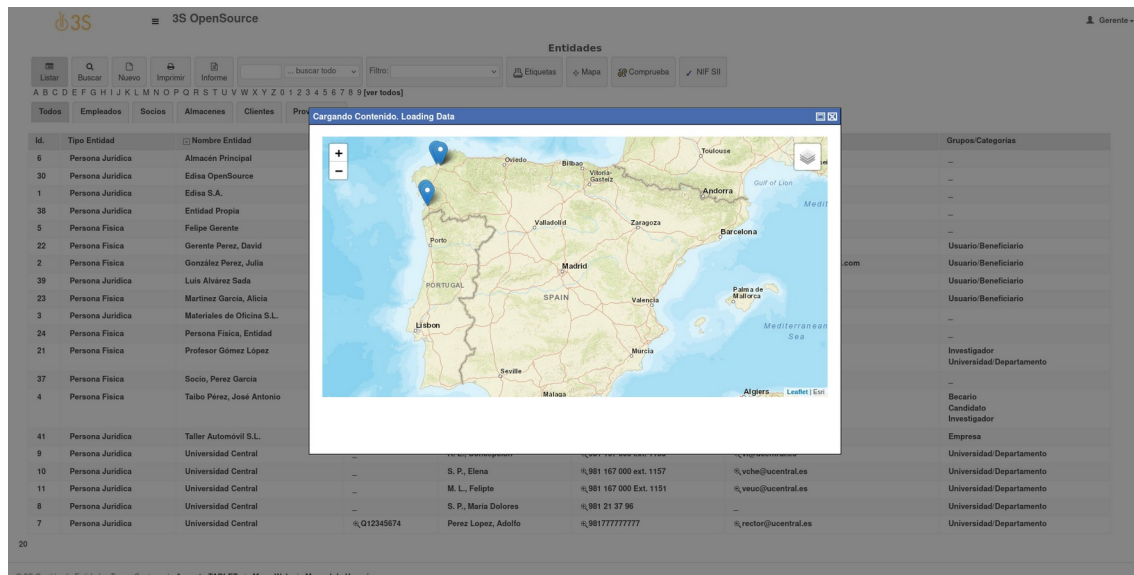 3S
3S OpenSource
Gerente
Entidades
Listar
Buscar
Nuevo
Imprimir
Informe
... buscar todo
Filtro:
Etiquetas
Mapa
Comprueba
NIF SII
A B C D E F G H I J K L M N O P Q R S T U V W X Y Z 0 1 2 3 4 5 6 7 8 9 [ver todos]
Todos Empleados Socios Almacenes Clientes Prov
Cargando Contenido. Loading Data
Id. Tipo Entidad Nombre Entidad Grupos/Categorias
6 Persona Jurídica Almacén Principal _
30 Persona Jurídica Edisa OpenSource _
1 Persona Jurídica Edisa S.A. _
38 Persona Jurídica Entidad Propia _
5 Persona Física Felipe Gerente _
22 Persona Física Gerente Perez, David Usuario/Beneficiario
2 Persona Física González Perez, Julia .com Usuario/Beneficiario
39 Persona Jurídica Luis Alvárez Sada Usuario/Beneficiario
23 Persona Física Martínez García, Alicia Usuario/Beneficiario
3 Persona Jurídica Materiales de Oficina S.L. _
24 Persona Física Persona Física, Entidad _
21 Persona Física Profesor Gómez López Investigador
Universidad/Departamento
37 Persona Física Socio, Perez García _
4 Persona Física Taibo Pérez, José Antonio Becario
Candidato
Investigador
41 Persona Jurídica Taller Automóvil S.L. Empresa
9 Persona Jurídica Universidad Central _ Universidad/Departamento
10 Persona Jurídica Universidad Central _ S. P., Elena 981 167 000 ext. 1157 vche@ucentral.es Universidad/Departamento
11 Persona Jurídica Universidad Central _ M. L., Felipte 981 167 000 Ext. 1151 veuc@ucentral.es Universidad/Departamento
8 Persona Jurídica Universidad Central _ S. P., María Dolores 981 21 37 96 _ Universidad/Departamento
7 Persona Jurídica Universidad Central Q12345674 Perez Lopez, Adolfo 981777777777 rector@ucentral.es Universidad/Departamento
20
+
−
Toulouse
Oviedo
Bilbao
Vitoria-
Gasteiz
Gulf of Lion
Andorra
Medit
Valladolid
Zaragoza
Barcelona
Porto
Madrid
PORTUGAL
SPAIN
Palma de
Mallorca
Valencia
Lisbon
Mediterranean
Sea
Murcia
Seville
Málaga
Algiers
Leaflet | Esri